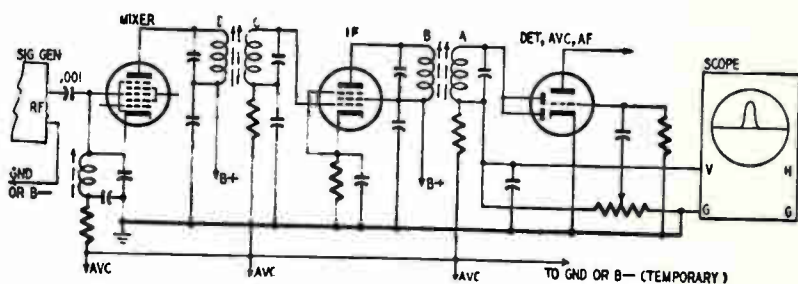 MIXER
D
C
IF
B
A
DET, AVC, AF
SIG GEN
.001
RF
SCOPE
B+
B+
V
H
GND
OR B—
G
G
AVC
AVC
AVC
TO GND OR B— (TEMPORARY)